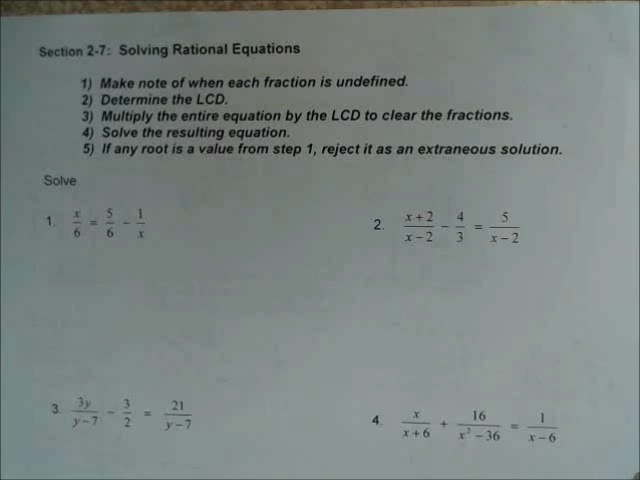 Section 2-7: Solving Rational Equations
1) Make note of when each fraction is undefined.
2) Determine the LCD.
3) Multiply the entire equation by the LCD to clear the fractions.
4) Solve the resulting equation.
5) If any root is a value from step 1, reject it as an extraneous solution.
Solve
1. x/6 = 5/6 - 1/x
2. (x+2)/(x-2) - 4/3 = 5/(x-2)
3. 3y/(y-7) - 3/2 = 21/(y-7)
4. x/(x+6) + 16/(x²-36) = 1/(x-6)